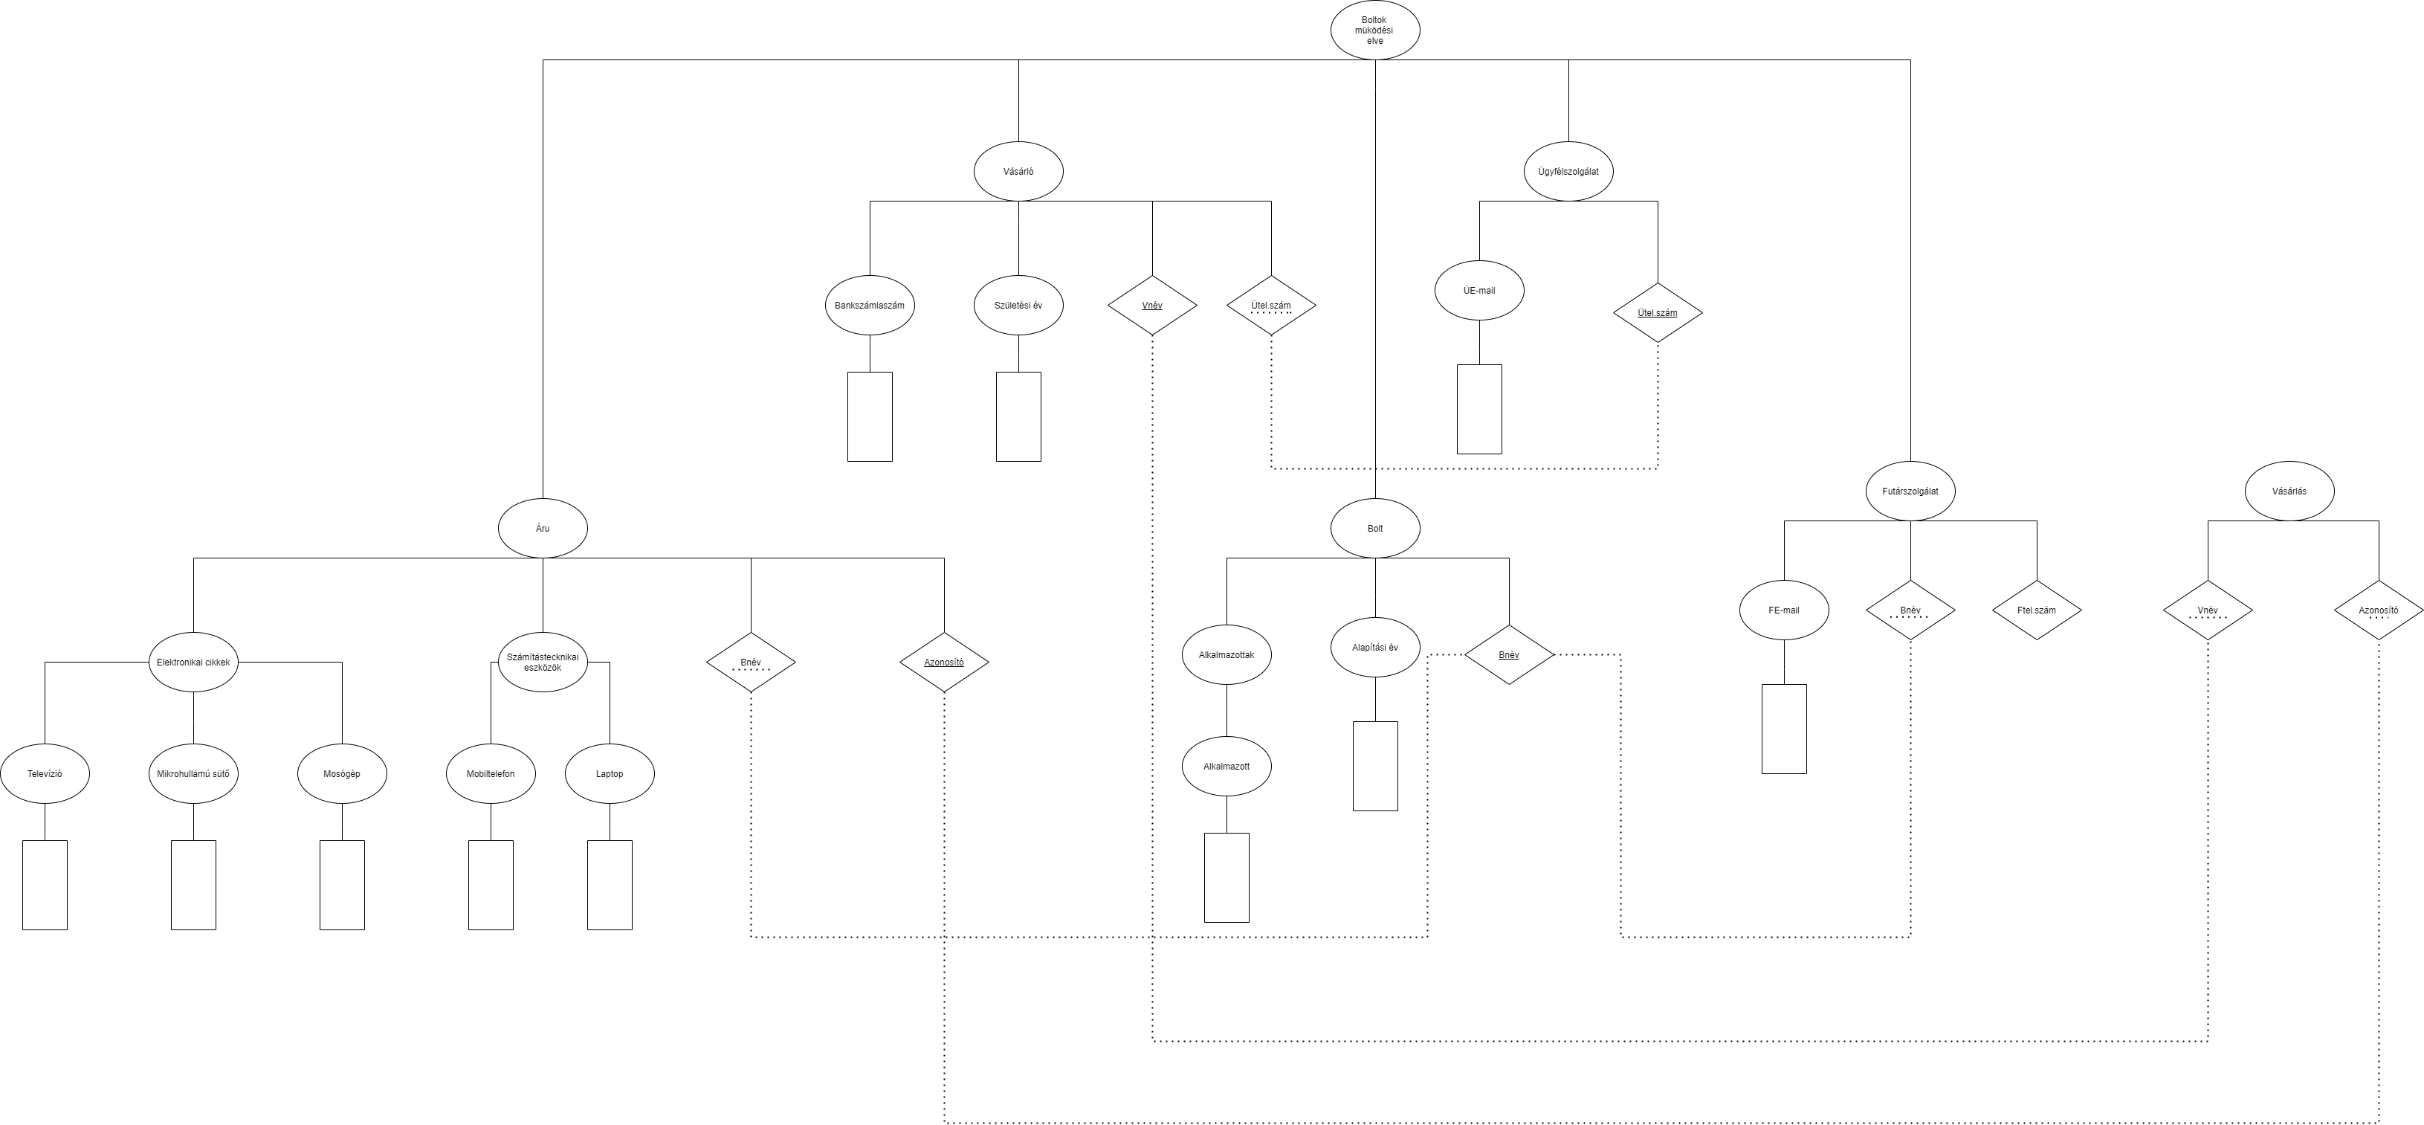 Boltok
müködési
elve
Vásárló
Ügyfélszolgálat
Bankszámlaszám
Születési év
Vnév
Ütel.szám
ÜE-mail
Ütel.szám
Áru
Bolt
Futárszolgálat
Vásárlás
Elektronikai cikkek
Számítástecknikai
eszközök
Bnév
Azonosító
Alkalmazottak
Alapítási év
Bnév
FE-mail
Bnév
Ftel.szám
Vnév
Azonosító
Televízió
Mikrohullámú sütő
Mosógép
Mobiltelefon
Laptop
Alkalmazott